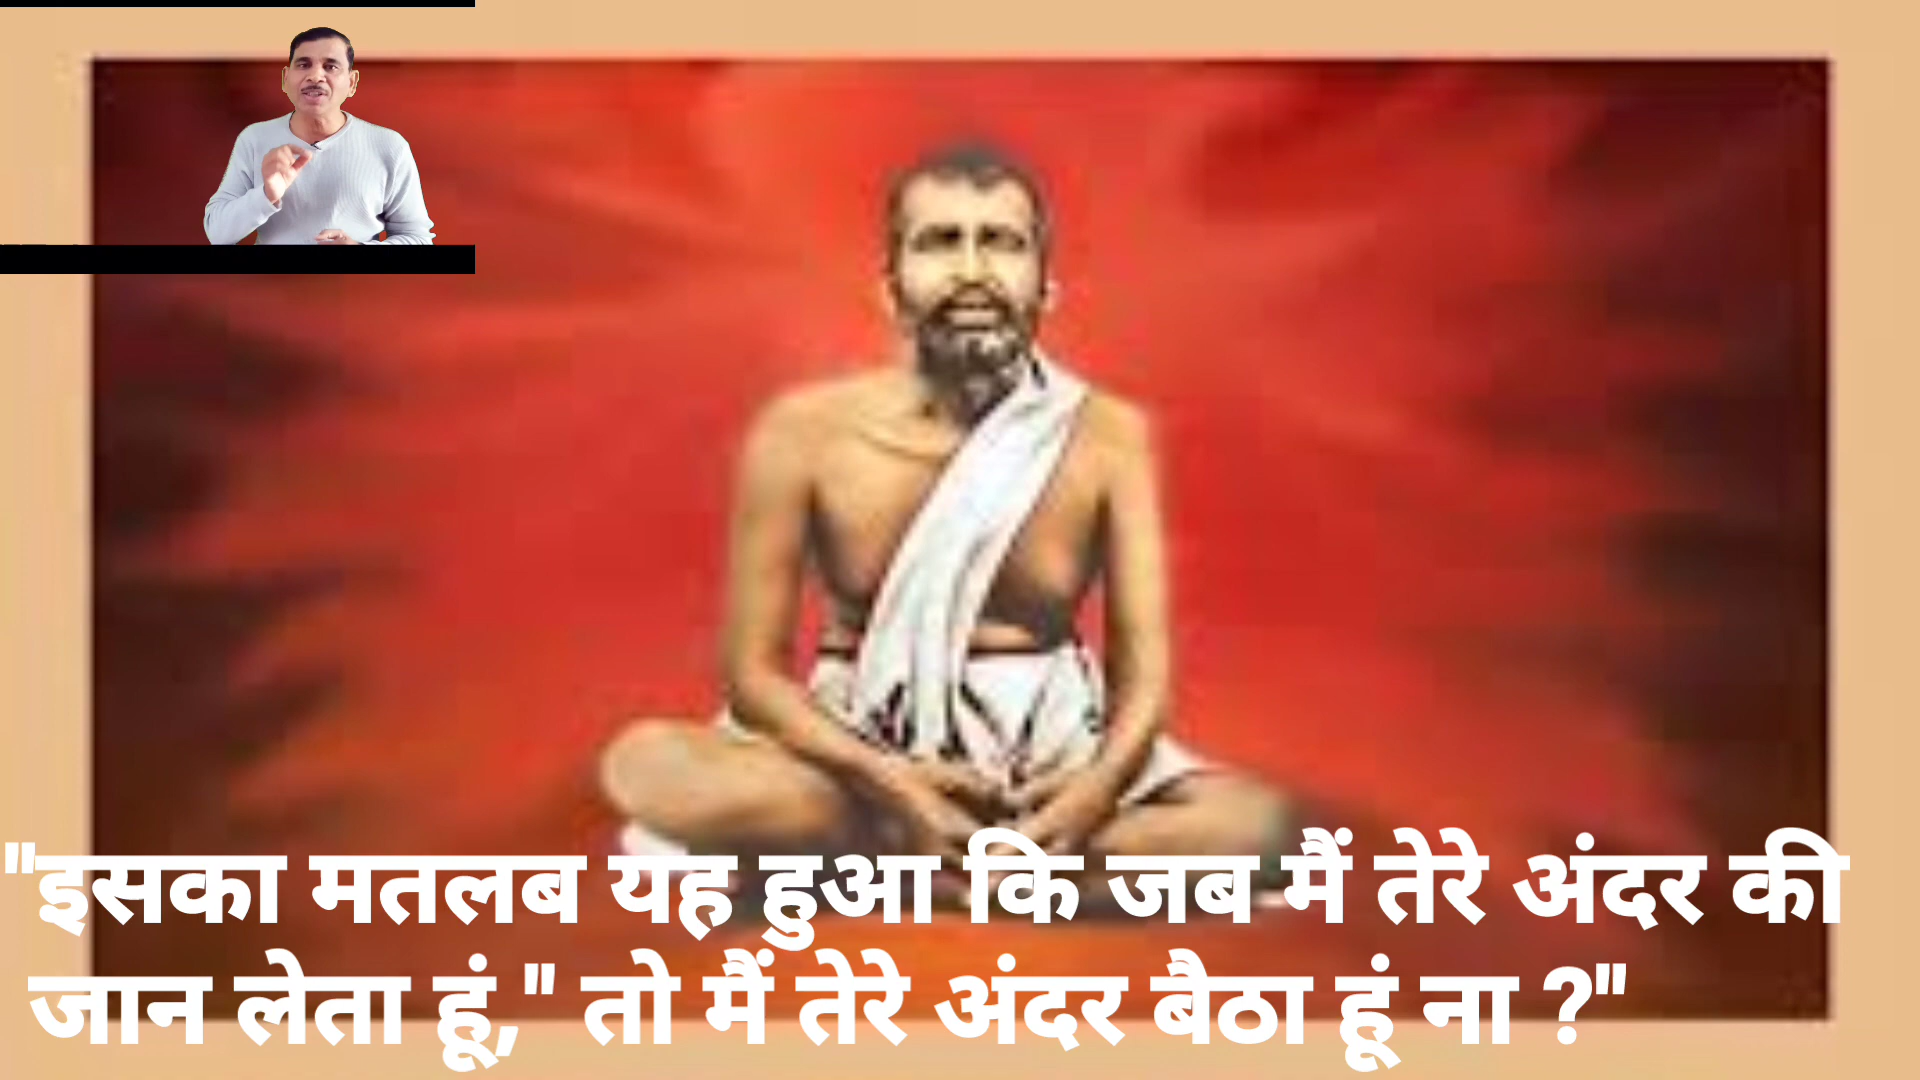 "इसका मतलब यह हुआ कि जब मैं तेरे अंदर की
जान लेता हूं," तो मैं तेरे अंदर बैठा हूं ना ?"